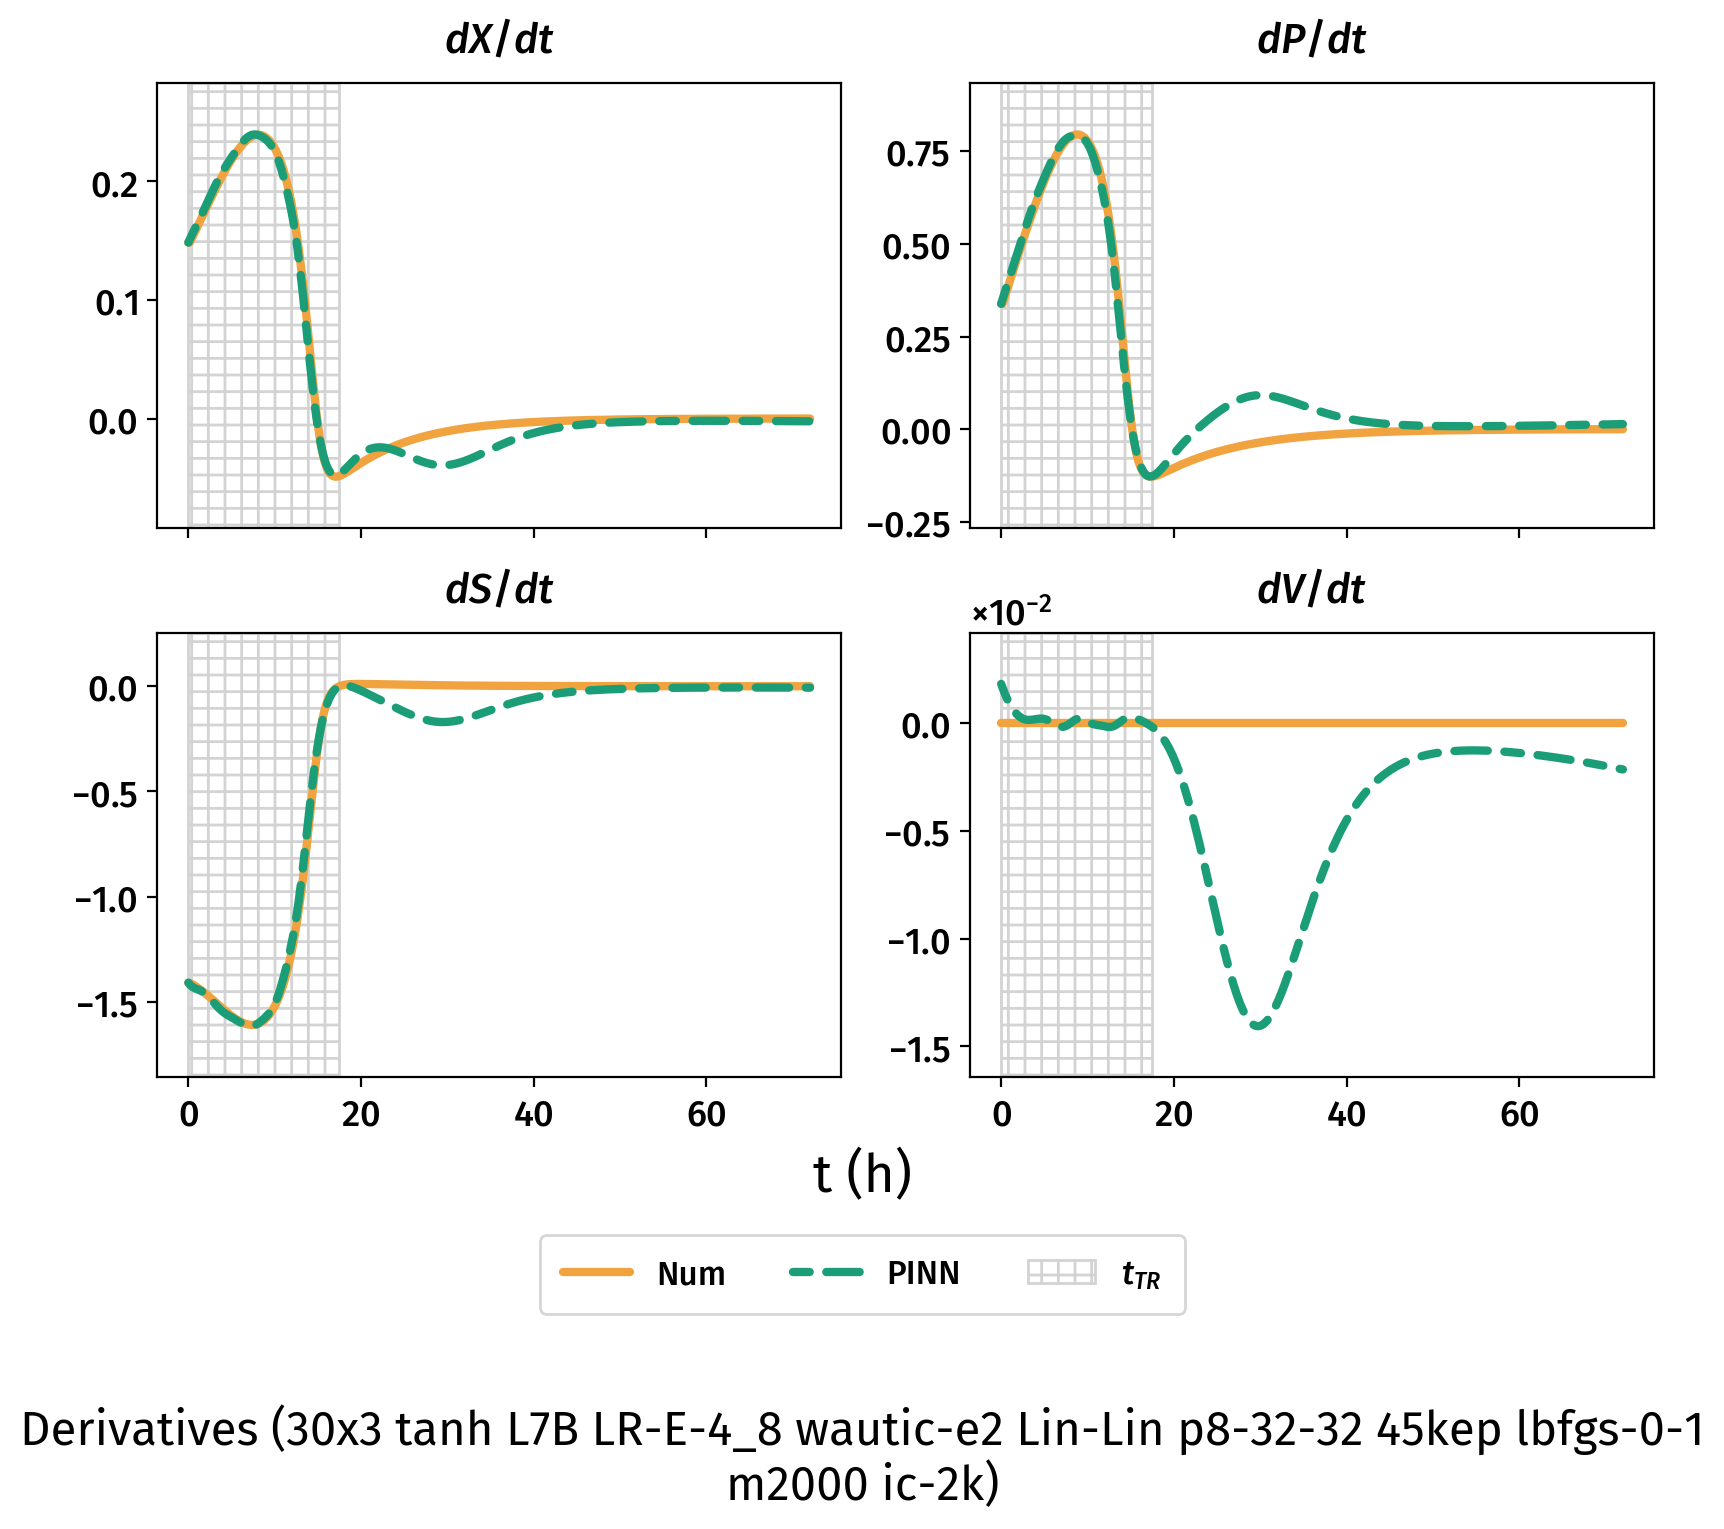 dX/dt
dP/dt
0.2
0.1
0.0
0.75
0.50
0.25
0.00
−0.25
dS/dt
dV/dt
×10⁻²
0.0
−0.5
−1.0
−1.5
0.0
−0.5
−1.0
−1.5
0 20 40 60
0 20 40 60
t (h)
Num PINN t_TR
Derivatives (30x3 tanh L7B LR-E-4_8 wautic-e2 Lin-Lin p8-32-32 45kep lbfgs-0-1
m2000 ic-2k)